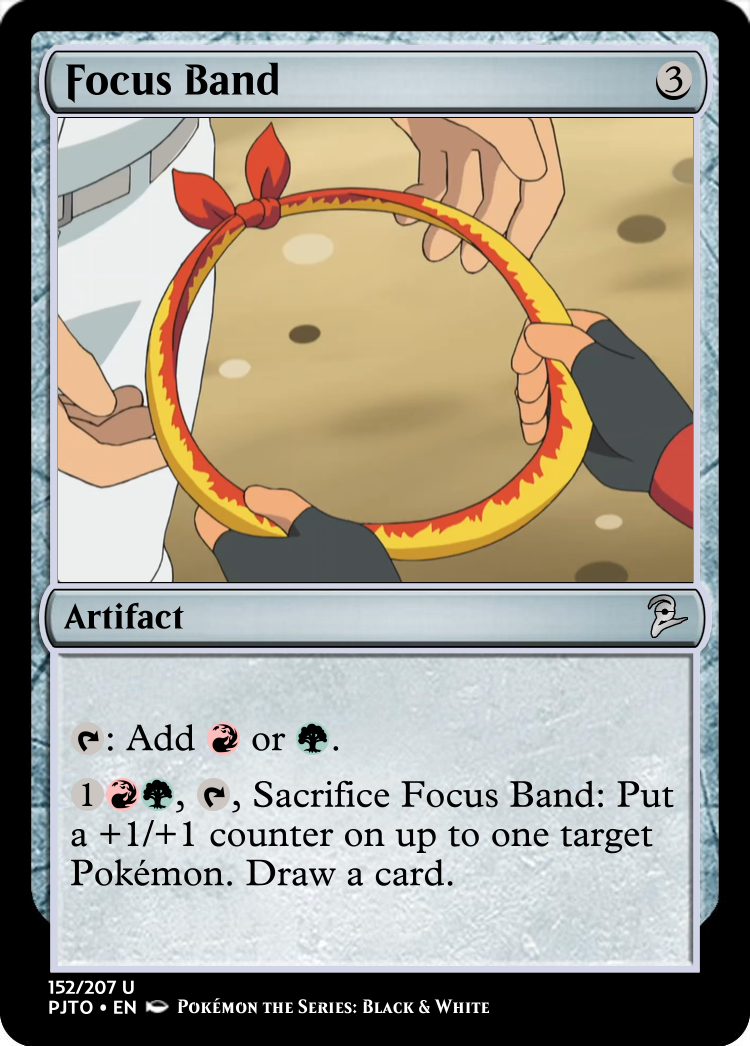 Focus Band 3
Artifact
: Add or .
1 , , Sacrifice Focus Band: Put
a +1/+1 counter on up to one target
Pokémon. Draw a card.
152/207 U
PJTO • EN Pokémon the Series: Black & White